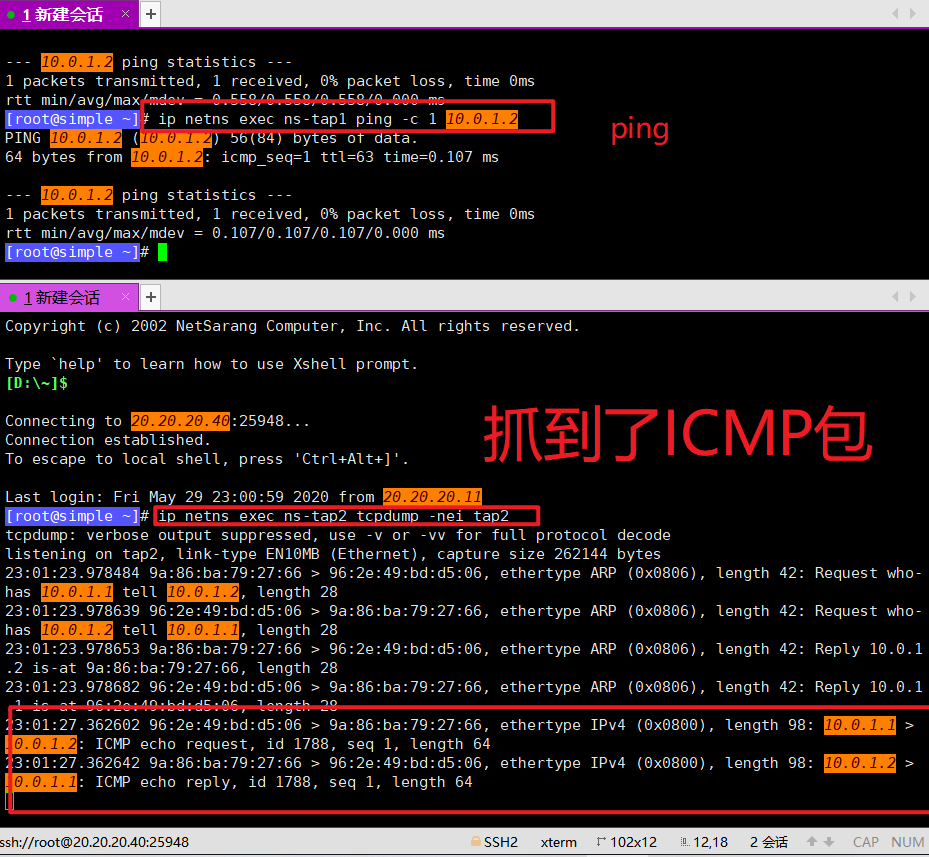 1 新建会话 × +
--- 10.0.1.2 ping statistics ---
1 packets transmitted, 1 received, 0% packet loss, time 0ms
rtt min/avg/max/mdev = 0.558/0.558/0.558/0.000 ms
[root@simple ~]# ip netns exec ns-tap1 ping -c 1 10.0.1.2
ping
PING 10.0.1.2 (10.0.1.2) 56(84) bytes of data.
64 bytes from 10.0.1.2: icmp_seq=1 ttl=63 time=0.107 ms
--- 10.0.1.2 ping statistics ---
1 packets transmitted, 1 received, 0% packet loss, time 0ms
rtt min/avg/max/mdev = 0.107/0.107/0.107/0.000 ms
[root@simple ~]#
1 新建会话 × +
Copyright (c) 2002 NetSarang Computer, Inc. All rights reserved.
Type `help' to learn how to use Xshell prompt.
[D:\~]$
Connecting to 20.20.20.40:25948...
Connection established.
To escape to local shell, press 'Ctrl+Alt+]'.
抓到了ICMP包
Last login: Fri May 29 23:00:59 2020 from 20.20.20.11
[root@simple ~]# ip netns exec ns-tap2 tcpdump -nei tap2
tcpdump: verbose output suppressed, use -v or -vv for full protocol decode
listening on tap2, link-type EN10MB (Ethernet), capture size 262144 bytes
23:01:23.978484 9a:86:ba:79:27:66 > 96:2e:49:bd:d5:06, ethertype ARP (0x0806), length 42: Request who-
has 10.0.1.1 tell 10.0.1.2, length 28
23:01:23.978639 96:2e:49:bd:d5:06 > 9a:86:ba:79:27:66, ethertype ARP (0x0806), length 42: Request who-
has 10.0.1.2 tell 10.0.1.1, length 28
23:01:23.978653 9a:86:ba:79:27:66 > 96:2e:49:bd:d5:06, ethertype ARP (0x0806), length 42: Reply 10.0.1
.2 is-at 9a:86:ba:79:27:66, length 28
23:01:23.978682 96:2e:49:bd:d5:06 > 9a:86:ba:79:27:66, ethertype ARP (0x0806), length 42: Reply 10.0.1
.1 is-at 96:2e:49:bd:d5:06, length 28
23:01:27.362602 96:2e:49:bd:d5:06 > 9a:86:ba:79:27:66, ethertype IPv4 (0x0800), length 98: 10.0.1.1 >
10.0.1.2: ICMP echo request, id 1788, seq 1, length 64
23:01:27.362642 9a:86:ba:79:27:66 > 96:2e:49:bd:d5:06, ethertype IPv4 (0x0800), length 98: 10.0.1.2 >
10.0.1.1: ICMP echo reply, id 1788, seq 1, length 64
ssh://root@20.20.20.40:25948 SSH2 xterm 102x12 12,18 2 会话 CAP NUM